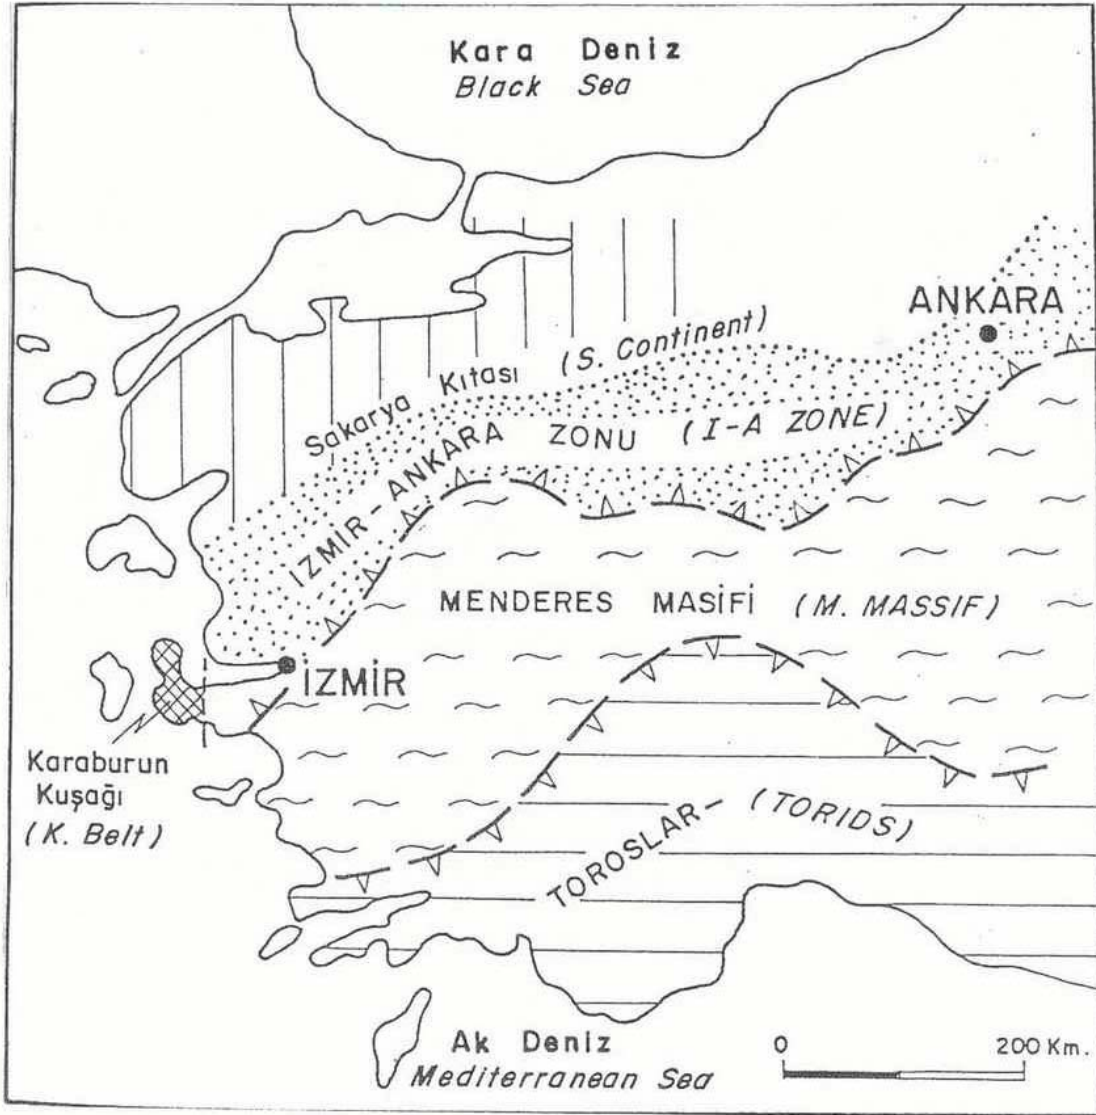 Kara Deniz
Black Sea
ANKARA
Sakarya Kıtası (S. Continent)
İZMİR-ANKARA ZONU (I-A ZONE)
MENDERES MASİFİ (M. MASSIF)
İZMİR
Karaburun
Kuşağı
(K. Belt)
TOROSLAR- (TORIDS)
Ak Deniz
Mediterranean Sea
0 200 Km.